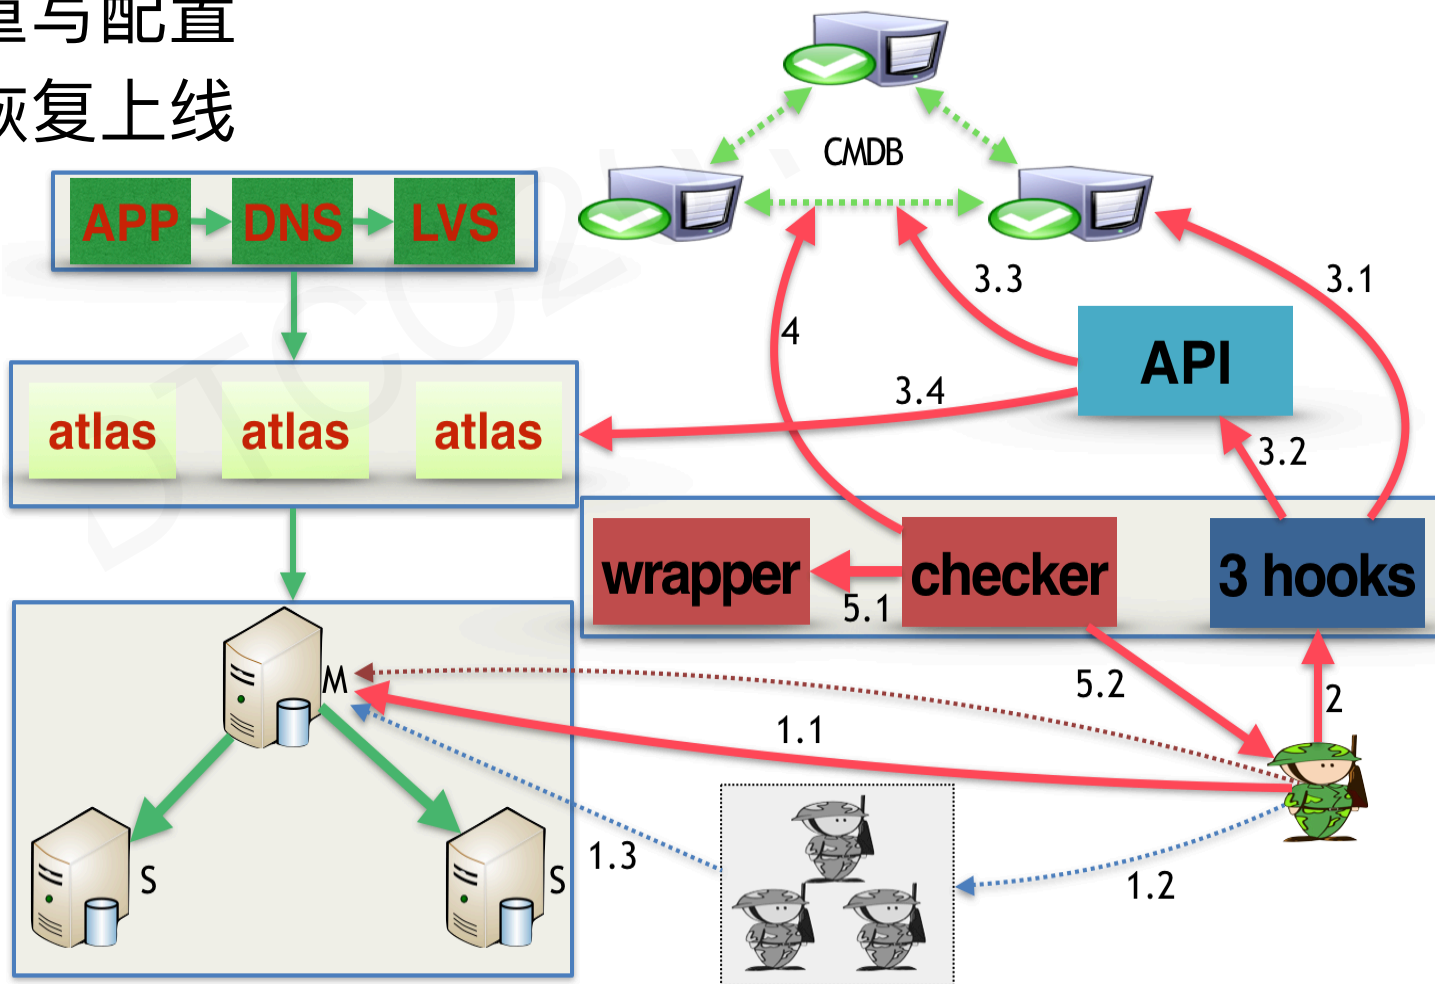 重与配置
恢复上线
CMDB
APP
DNS
LVS
3.3
3.1
4
API
3.4
atlas
atlas
atlas
3.2
wrapper
checker
3 hooks
5.1
M
5.2
2
1.1
S
S
1.3
1.2